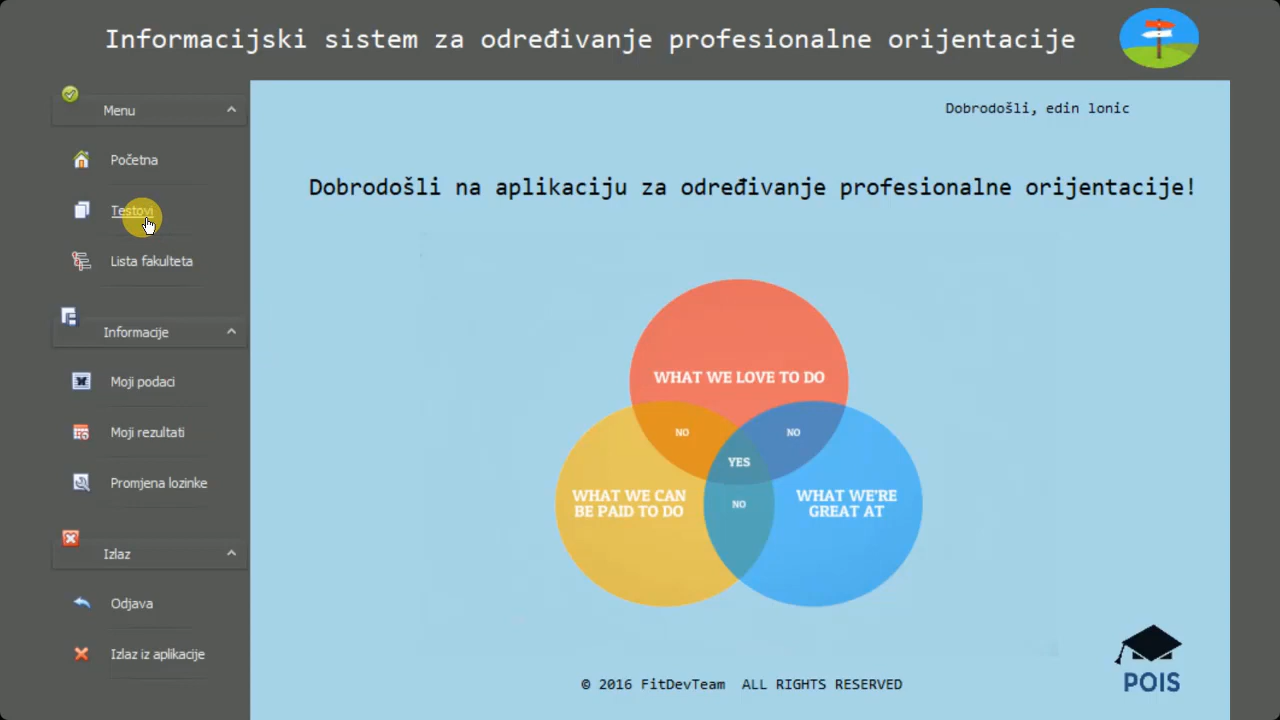 Informacijski sistem za određivanje profesionalne orijentacije
Menu
Početna
Testovi
Lista fakulteta
Informacije
Moji podaci
Moji rezultati
Promjena lozinke
Izlaz
Odjava
Izlaz iz aplikacije
Dobrodošli, edin lonic
Dobrodošli na aplikaciju za određivanje profesionalne orijentacije!
WHAT WE LOVE TO DO
NO
NO
YES
WHAT WE CAN
BE PAID TO DO
NO
WHAT WE'RE
GREAT AT
POIS
© 2016 FitDevTeam ALL RIGHTS RESERVED